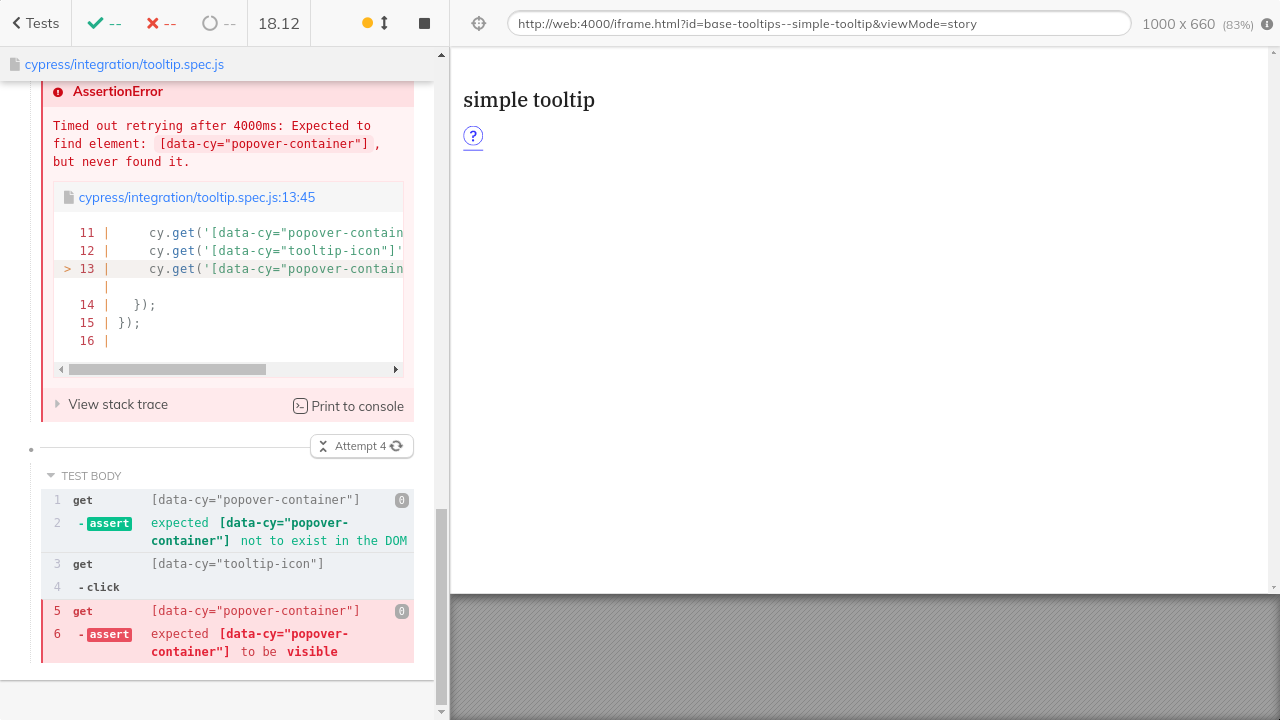 Tests
--
--
--
18.12
http://web:4000/iframe.html?id=base-tooltips--simple-tooltip&viewMode=story
1000 x 660 (83%)
cypress/integration/tooltip.spec.js
AssertionError
Timed out retrying after 4000ms: Expected to
find element: [data-cy="popover-container"],
but never found it.
cypress/integration/tooltip.spec.js:13:45
11 | cy.get('[data-cy="popover-contain
12 | cy.get('[data-cy="tooltip-icon"]'
> 13 | cy.get('[data-cy="popover-contain
|
14 | });
15 | });
16 |
View stack trace
Print to console
Attempt 4
TEST BODY
1 get [data-cy="popover-container"] 0
2 -assert expected [data-cy="popover-
container"] not to exist in the DOM
3 get [data-cy="tooltip-icon"]
4 -click
5 get [data-cy="popover-container"] 0
6 -assert expected [data-cy="popover-
container"] to be visible
simple tooltip
?